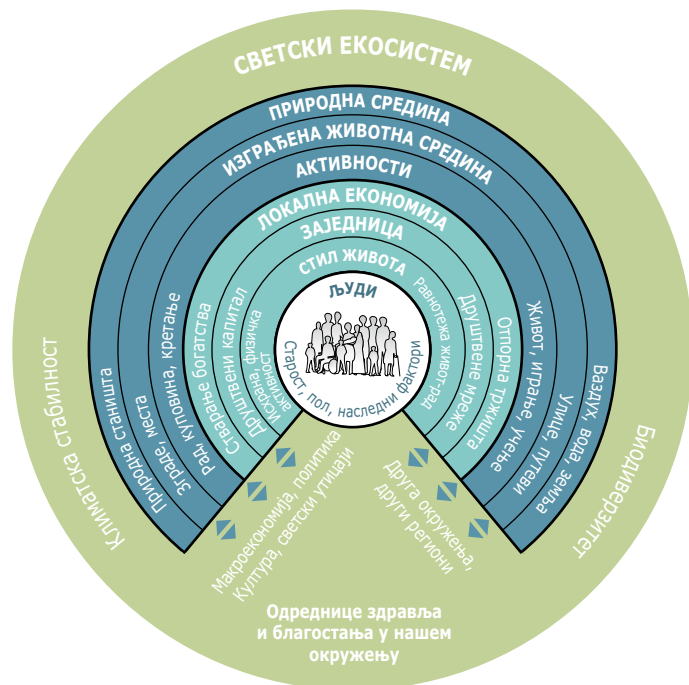 СВЕТСКИ ЕКОСИСТЕМ
ПРИРОДНА СРЕДИНА
ИЗГРАЂЕНА ЖИВОТНА СРЕДИНА
АКТИВНОСТИ
ЛОКАЛНА ЕКОНОМИЈА
ЗАЈЕДНИЦА
СТИЛ ЖИВОТА
ЉУДИ
Старост, пол, наследни фактори
Климатска стабилност
Природна станишта
Зграде, места
Рад, куповина, кретање
Стварање богатства
Друштвени капитал
Исхрана, физичка
активност
Равнотежа живот-рад
Друштвене мреже
Отпорна тржишта
Живот, играње, учење
Улице, путеви
Ваздух, вода, земља
Биодиверзитет
Макроекономија, политика
Култура, светски утицаји
Друга окружења,
други региони
Одреднице здравља
и благостања у нашем
окружењу